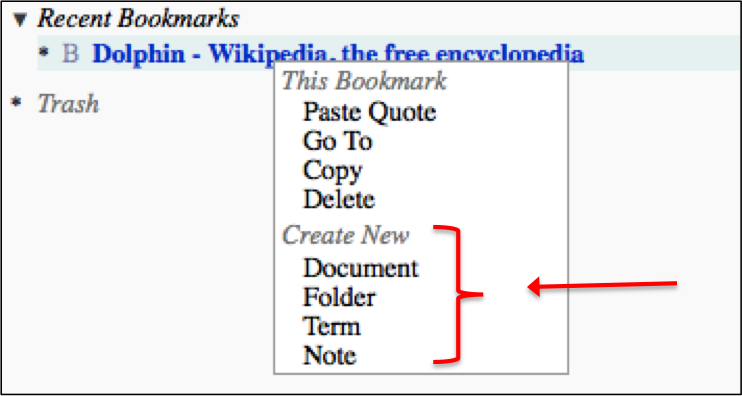 ▼ Recent Bookmarks
* B Dolphin - Wikipedia, the free encyclopedia
* Trash
This Bookmark
Paste Quote
Go To
Copy
Delete
Create New
Document
Folder
Term
Note